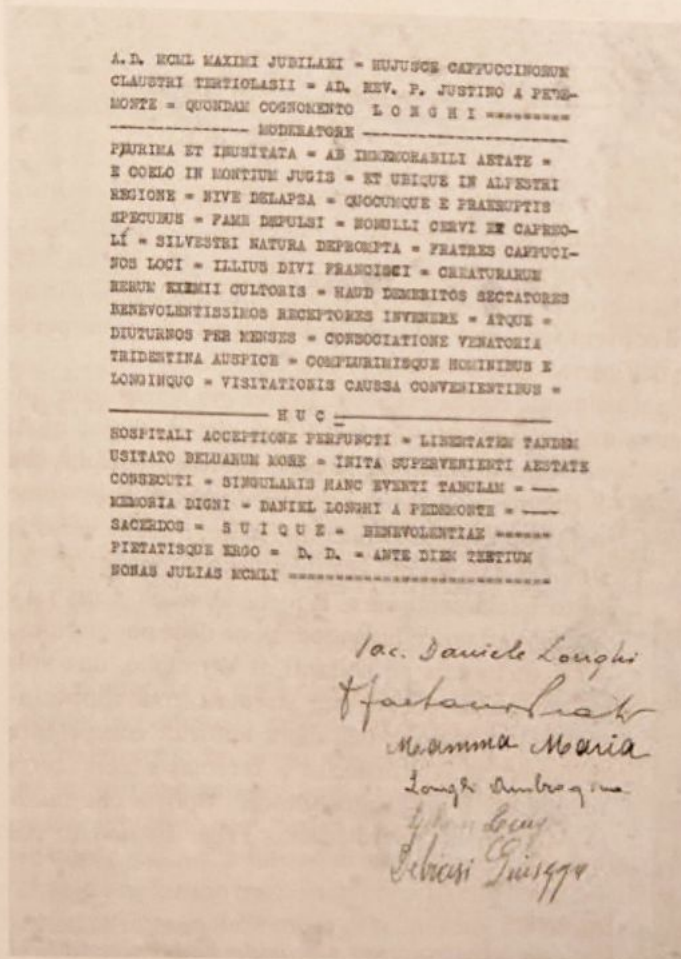 A.D. MCML MAXIMI JUBILAEI = HUJUSCE CAPPUCCINORUM
CLAUSTRI TERTIOLASII = AD. REV. P. JUSTINO A PEDE-
MONTE = QUONDAM COGNOMENTO L O N G H I =========
--------------- MODERATORE ----------------------
PLURIMA ET INUSITATA = AB IMMEMORABILI AETATE =
E COELO IN MONTIUM JUGIS = ET UBIQUE IN ALPESTRI
REGIONE = NIVE DELAPSA = QUOCUMQUE E PRAERUPTIS
SPECUBUS = FAME DEPULSI = NONULLI CERVI ET CAPREO-
LI = SILVESTRI NATURA DEPROMPTA = FRATRES CAPPUCI-
NOS LOCI = ILLIUS DIVI FRANCISCI = CREATURARUM
RERUM EXIMII CULTORIS = HAUD DEMERITOS SECTATORES
BENEVOLENTISSIMOS RECEPTORES INVENERE = ATQUE =
DIUTURNOS PER MENSES = CONSOCIATIONE VENATORIA
TRIDENTINA AUSPICE = COMPLURIMISQUE HOMINIBUS E
LONGINQUO = VISITATIONIS CAUSSA CONVENIENTIBUS =
----------------- H U C -----------------------
HOSPITALI ACCEPTIONE PERFUNCTI = LIBERTATEM TANDEM
USITATO BELUARUM MORE = INITA SUPERVENIENTI AESTATE
CONSECUTI = SINGULARIS HANC EVENTI TABULAM = ----
MEMORIA DIGNI = DANIEL LONGHI A PEDEMONTE = ----
SACERDOS = S U I Q U E = BENEVOLENTIAE ======
PIETATISQUE ERGO = D. D. = ANTE DIEM TERTIUM
NONAS JULIAS MCMLI ============================
Sac. Daniele Longhi
Mamma Maria
Longhi Ambrogina
Debiasi